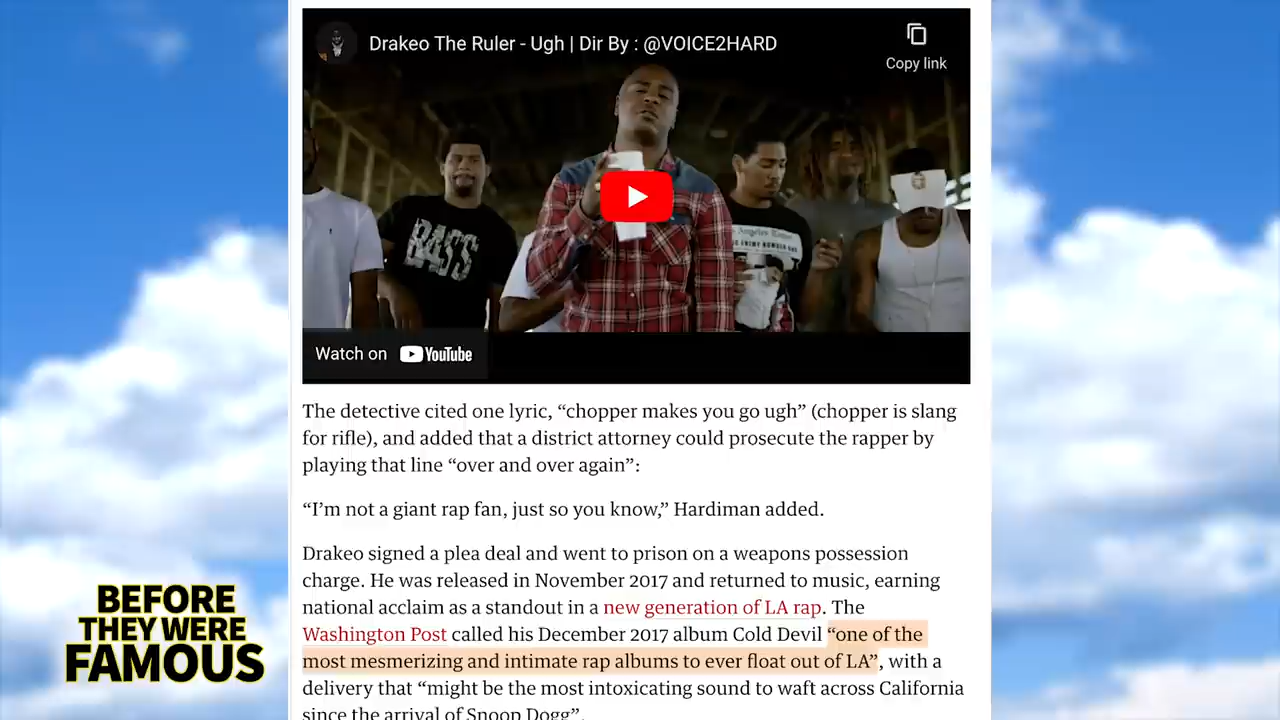 Drakeo The Ruler - Ugh | Dir By : @VOICE2HARD
Copy link
BASS
Watch on YouTube
The detective cited one lyric, “chopper makes you go ugh” (chopper is slang
for rifle), and added that a district attorney could prosecute the rapper by
playing that line “over and over again”:
“I’m not a giant rap fan, just so you know,” Hardiman added.
Drakeo signed a plea deal and went to prison on a weapons possession
charge. He was released in November 2017 and returned to music, earning
national acclaim as a standout in a new generation of LA rap. The
Washington Post called his December 2017 album Cold Devil “one of the
most mesmerizing and intimate rap albums to ever float out of LA”, with a
delivery that “might be the most intoxicating sound to waft across California
since the arrival of Snoop Dogg”.
BEFORE
THEY WERE
FAMOUS